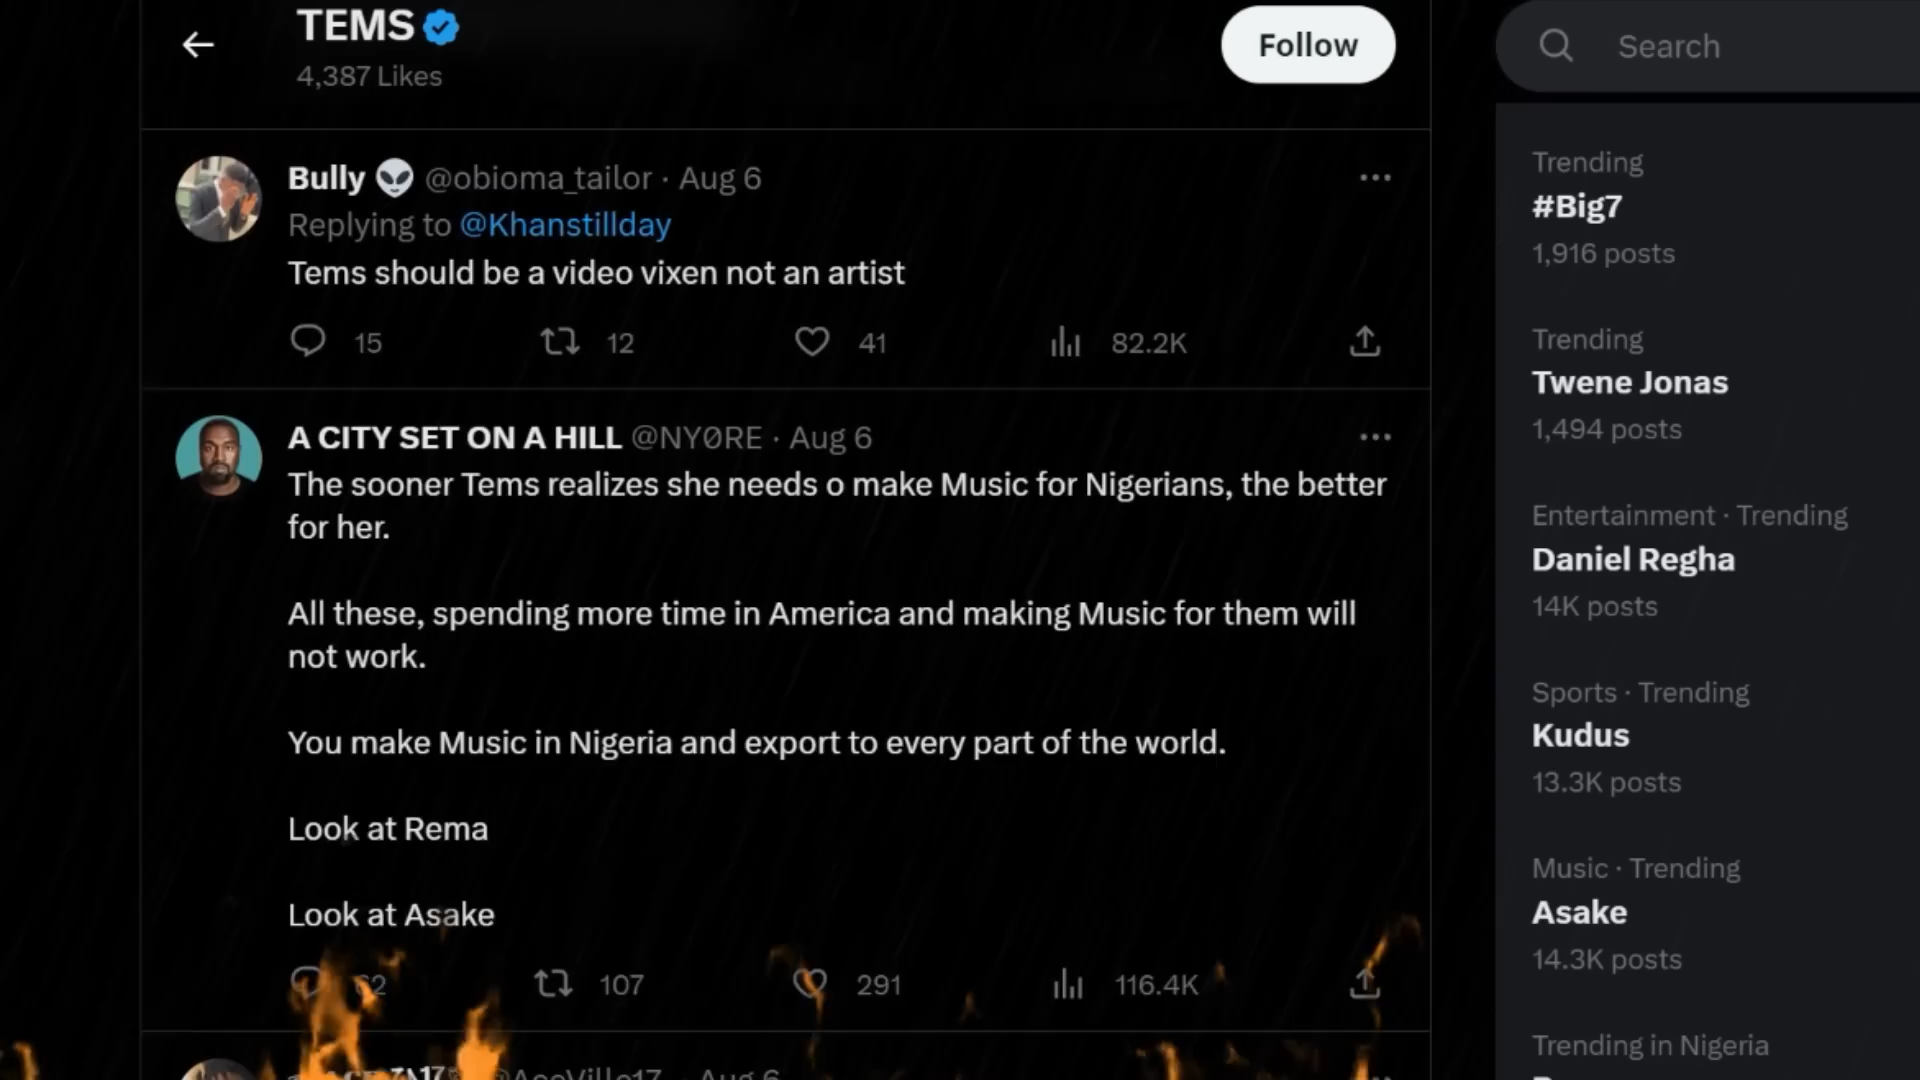 TEMS
4,387 Likes
Follow
Search
Bully @obioma_tailor · Aug 6
Replying to @Khanstillday
Tems should be a video vixen not an artist
15 12 41 82.2K
A CITY SET ON A HILL @NYØRE · Aug 6
The sooner Tems realizes she needs o make Music for Nigerians, the better
for her.
All these, spending more time in America and making Music for them will
not work.
You make Music in Nigeria and export to every part of the world.
Look at Rema
Look at Asake
62 107 291 116.4K
Aug 6
Trending
#Big7
1,916 posts
Trending
Twene Jonas
1,494 posts
Entertainment · Trending
Daniel Regha
14K posts
Sports · Trending
Kudus
13.3K posts
Music · Trending
Asake
14.3K posts
Trending in Nigeria